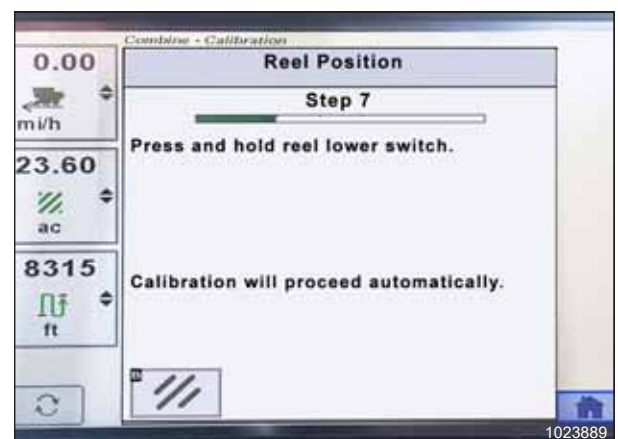 Combine - Calibration
Reel Position
Step 7
Press and hold reel lower switch.
Calibration will proceed automatically.
0.00
mi/h
23.60
ac
8315
ft
1023889